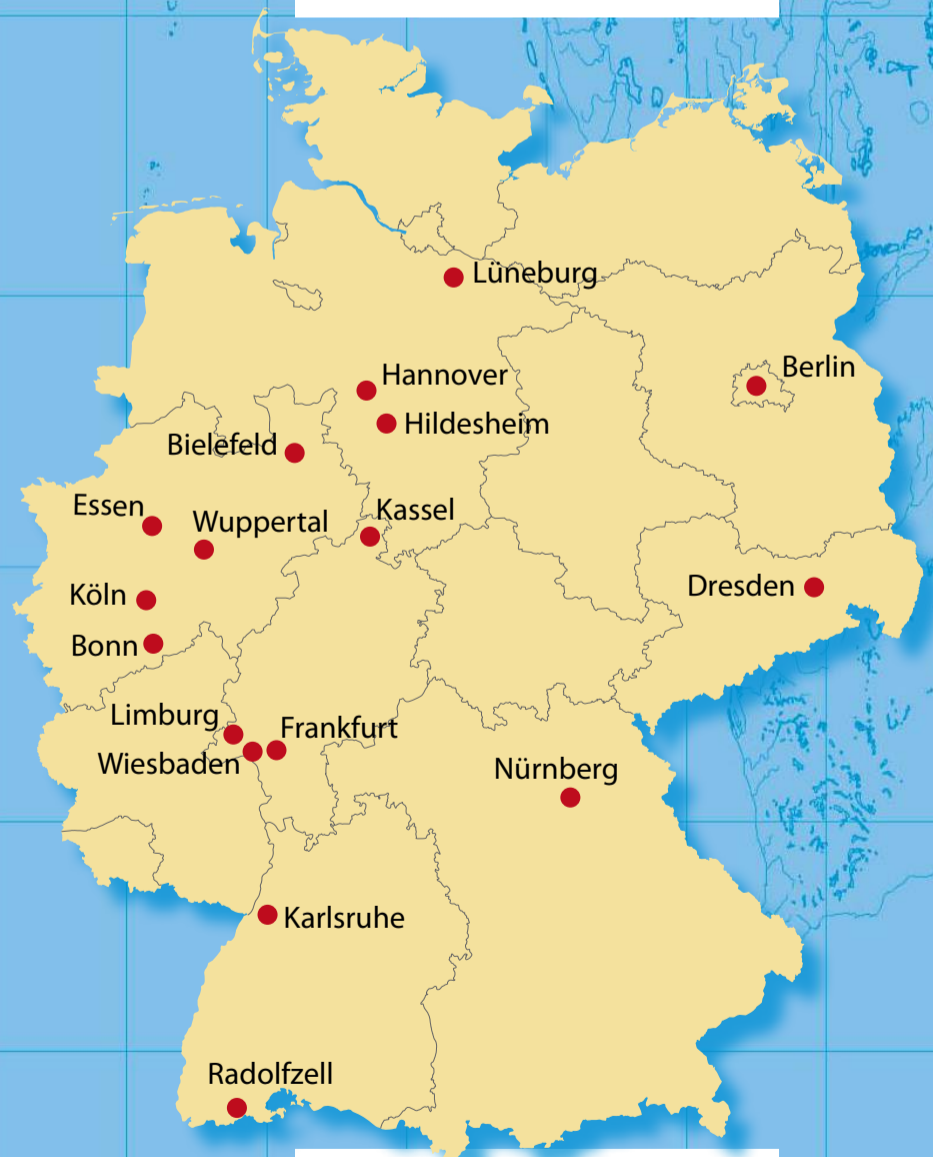 Lüneburg
Berlin
Hannover
Hildesheim
Bielefeld
Essen
Wuppertal
Kassel
Köln
Dresden
Bonn
Limburg
Frankfurt
Wiesbaden
Nürnberg
Karlsruhe
Radolfzell